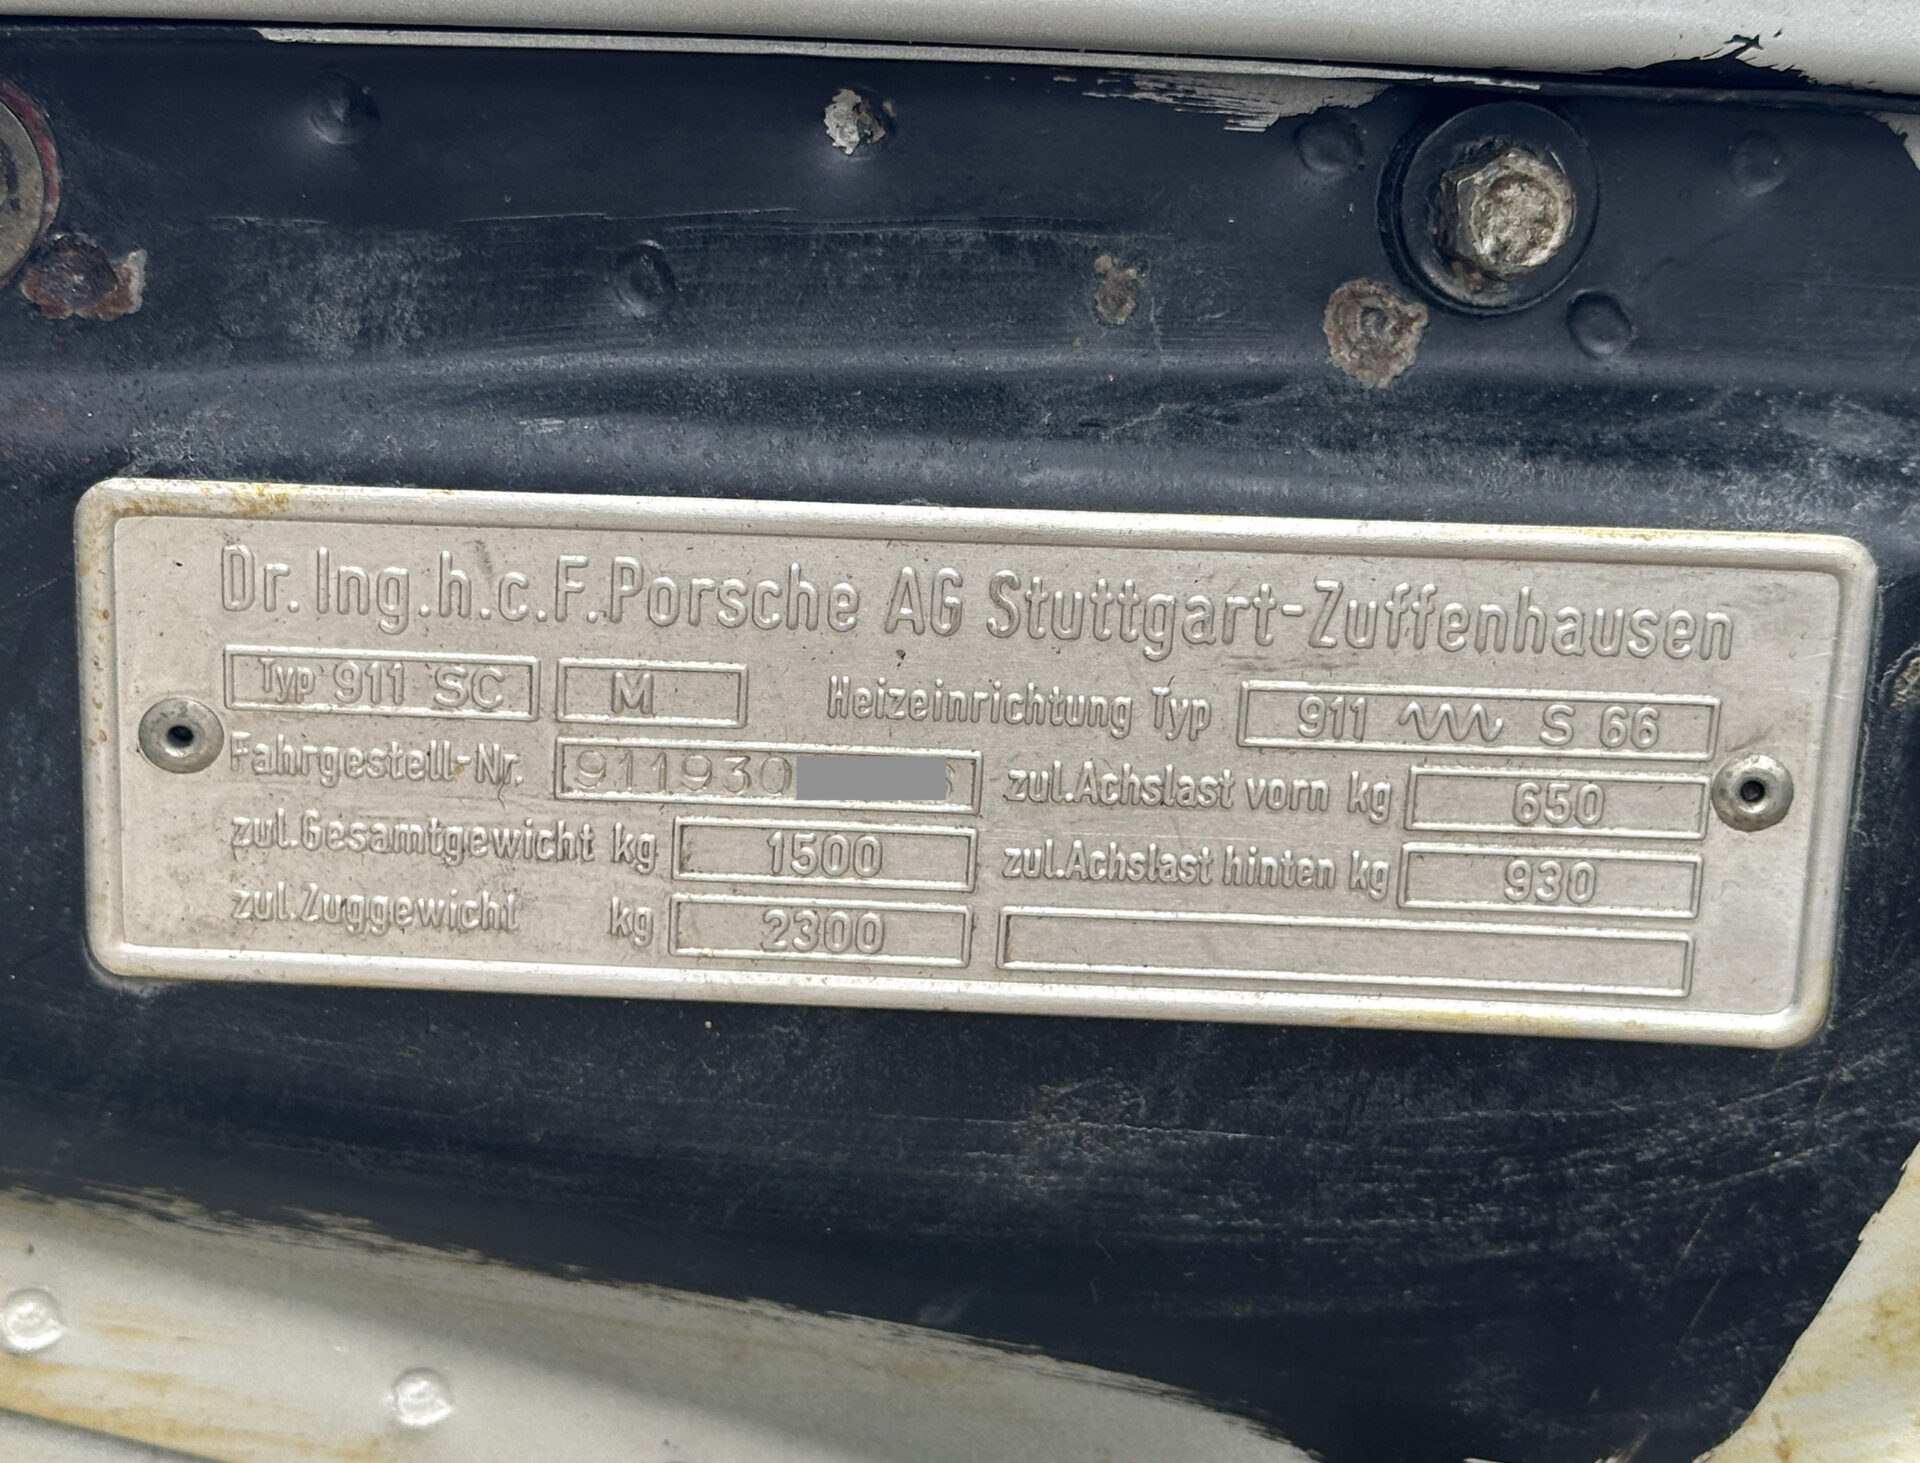 Dr. Ing.h.c.F.Porsche AG Stuttgart-Zuffenhausen
Typ 911 SC M Heizeinrichtung Typ 911 S 66
Fahrgestell-Nr. 911930 zul.Achslast vorn kg 650
zul.Gesamtgewicht kg 1500 zul.Achslast hinten kg 930
zul.Zuggewicht kg 2300